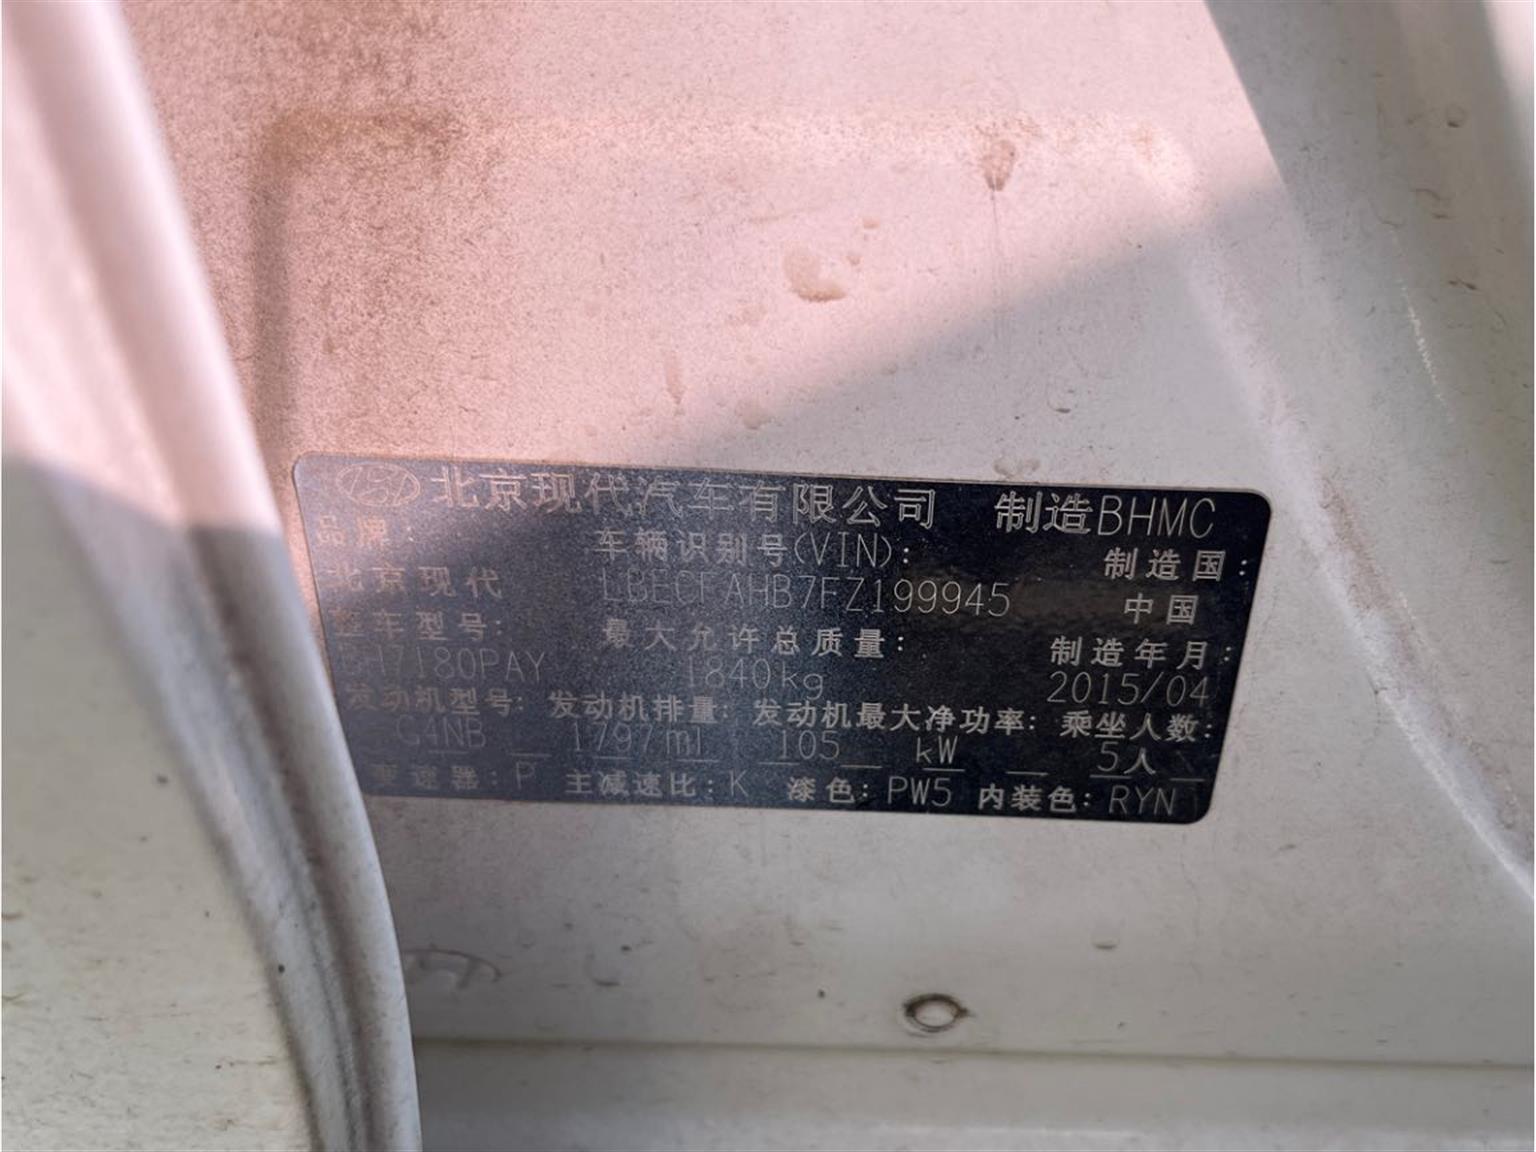 北京现代汽车有限公司 制造BHMC
品牌: 车辆识别号(VIN): 制造国:
北京现代 LBECFAHB7FZ199945 中国
整车型号: 最大允许总质量: 制造年月:
180PAY 1840kg 2015/04
发动机型号: 发动机排量: 发动机最大净功率: 乘坐人数:
G4NB 1797ml 105 kW 5人
变速器: P 主减速比: K 漆色: PW5 内装色: RYN